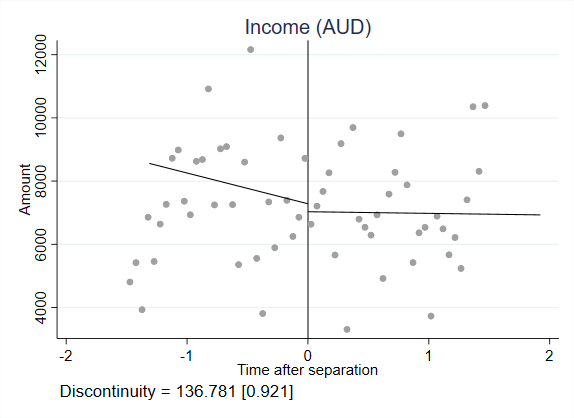 Income (AUD)
12000
10000
8000
6000
4000
Amount
-2
-1
0
1
2
Time after separation
Discontinuity = 136.781 [0.921]